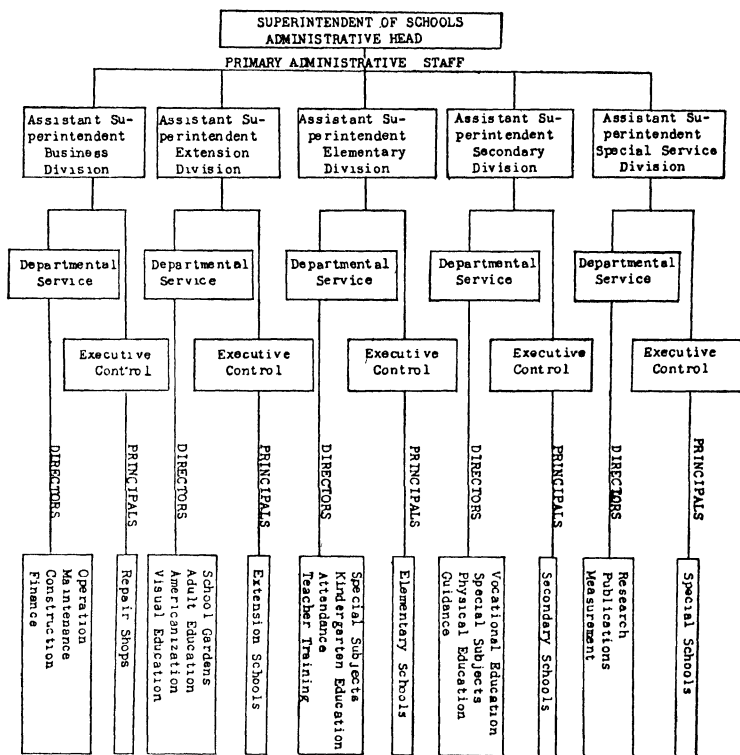 SUPERINTENDENT OF SCHOOLS
ADMINISTRATIVE HEAD
PRIMARY ADMINISTRATIVE STAFF
Assistant Su-
perintendent
Business
Division
Assistant Su-
perintendent
Extension
Division
Assistant Su-
perintendent
Elementary
Division
Assistant Su-
perintendent
Secondary
Division
Assistant Su-
perintendent
Special Service
Division
Departmental
Service
Departmental
Service
Departmental
Service
Departmental
Service
Departmental
Service
Executive
Control
Executive
Control
Executive
Control
Executive
Control
Executive
Control
DIRECTORS
PRINCIPALS
DIRECTORS
PRINCIPALS
DIRECTORS
PRINCIPALS
DIRECTORS
PRINCIPALS
DIRECTORS
PRINCIPALS
Operation
Maintenance
Construction
Finance
Repair Shops
School Gardens
Adult Education
Americanization
Visual Education
Extension Schools
Special Subjects
Kindergarten Education
Attendance
Teacher Training
Elementary Schools
Vocational Education
Special Subjects
Physical Education
Guidance
Secondary Schools
Research
Publications
Measurement
Special Schools